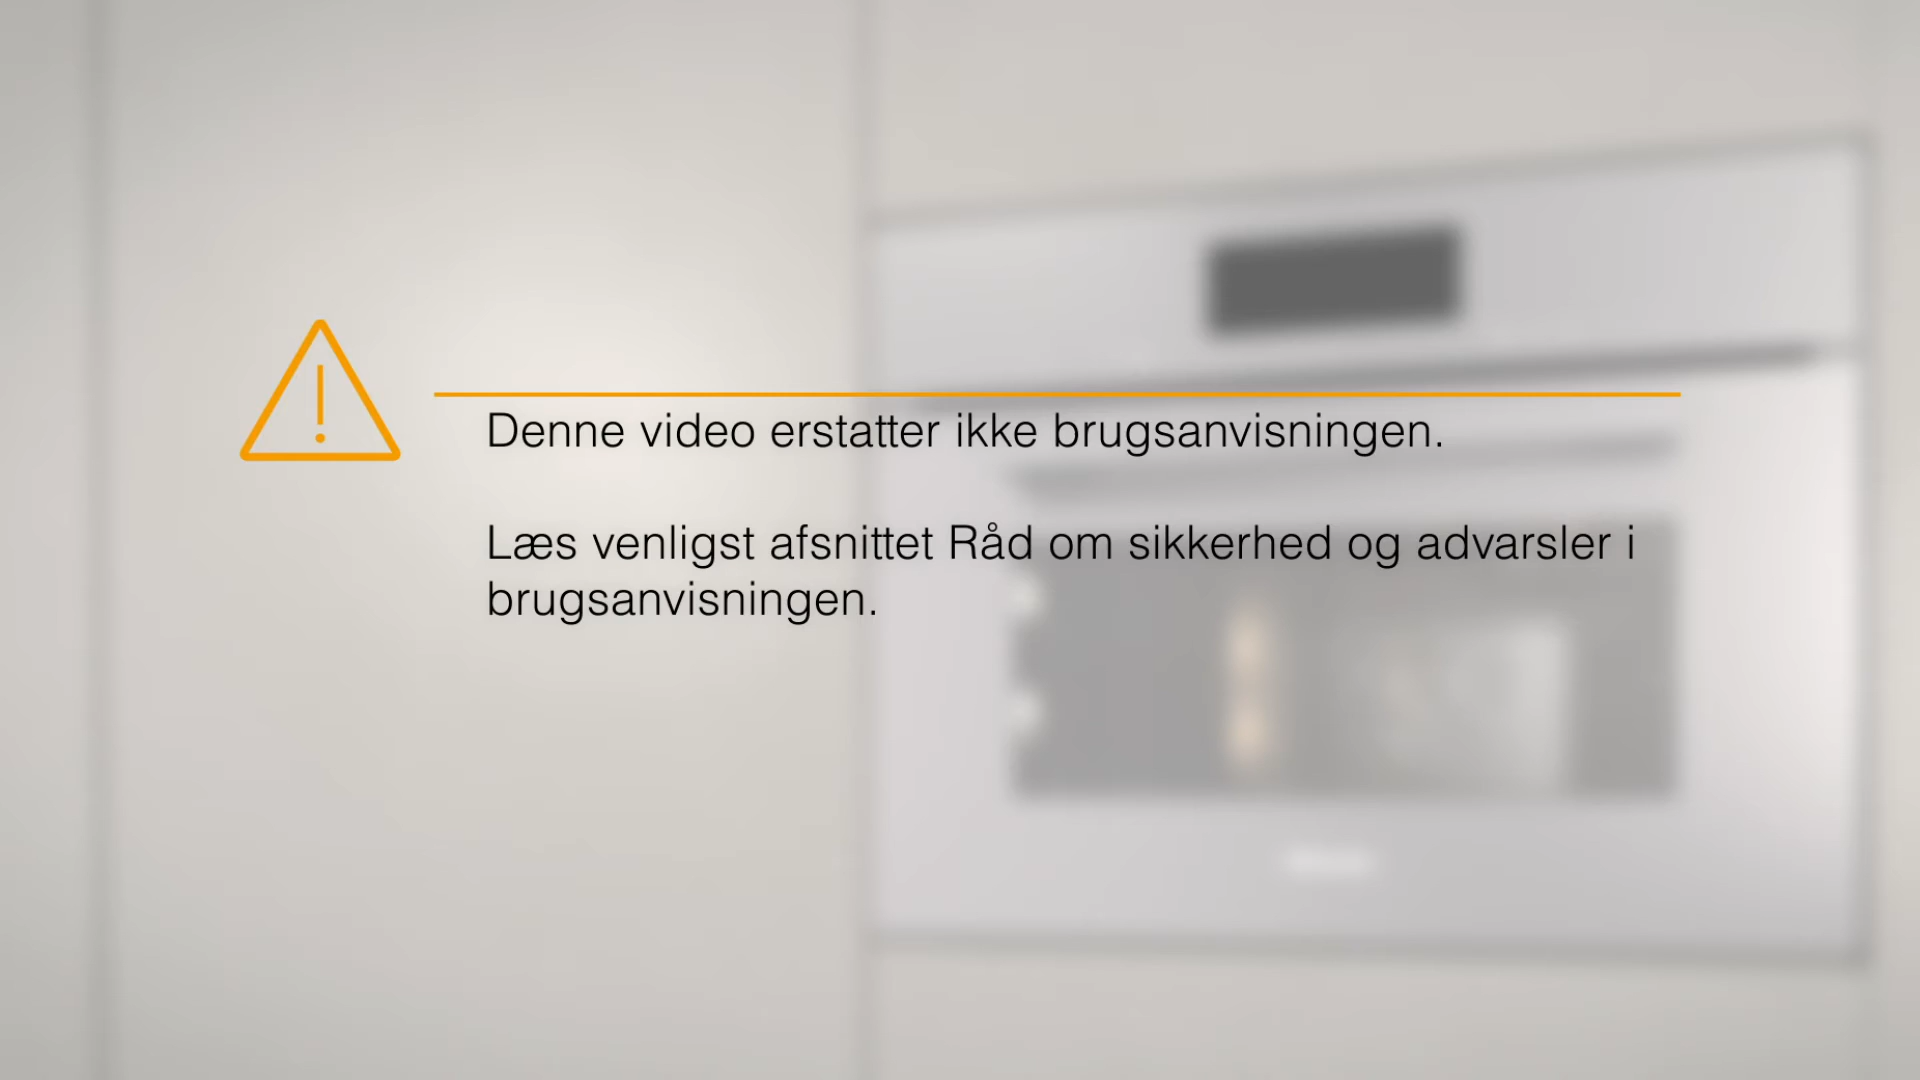 Denne video erstatter ikke brugsanvisningen.
Læs venligst afsnittet Råd om sikkerhed og advarsler i
brugsanvisningen.